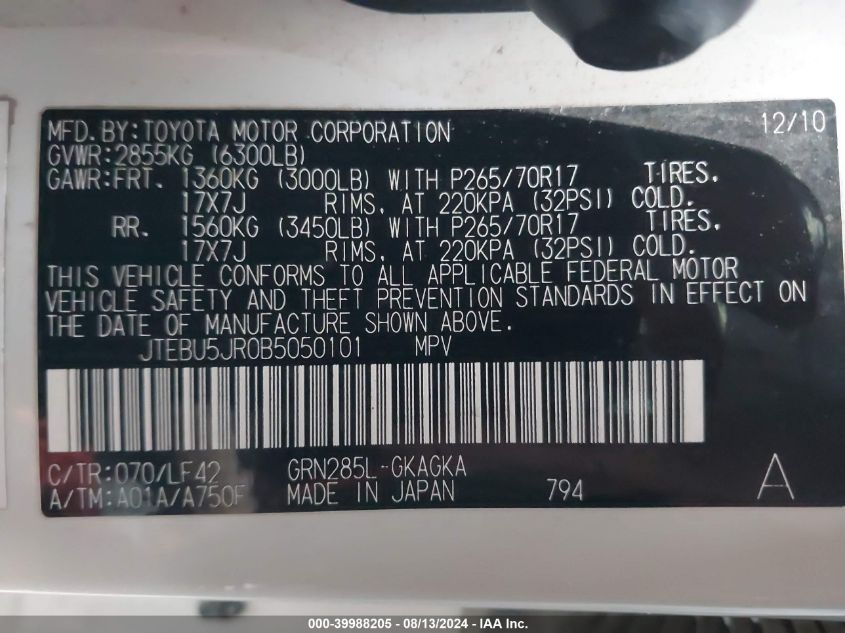 MFD.BY:TOYOTA MOTOR CORPORATION 12/10
GVWR:2855KG (6300LB)
GAWR:FRT. 1360KG (3000LB) WITH P265/70R17 TIRES,
17X7J RIMS, AT 220KPA (32PSI) COLD.
RR. 1560KG (3450LB) WITH P265/70R17 TIRES,
17X7J RIMS, AT 220KPA (32PSI) COLD.
THIS VEHICLE CONFORMS TO ALL APPLICABLE FEDERAL MOTOR
VEHICLE SAFETY AND THEFT PREVENTION STANDARDS IN EFFECT ON
THE DATE OF MANUFACTURE SHOWN ABOVE.
JTEBU5JR0B5050101 MPV
C/TR:070/LF42 GRN285L-GKAGKA
A/TM:A01A/A750F MADE IN JAPAN 794 A
000-39988205 - 08/13/2024 - IAA Inc.